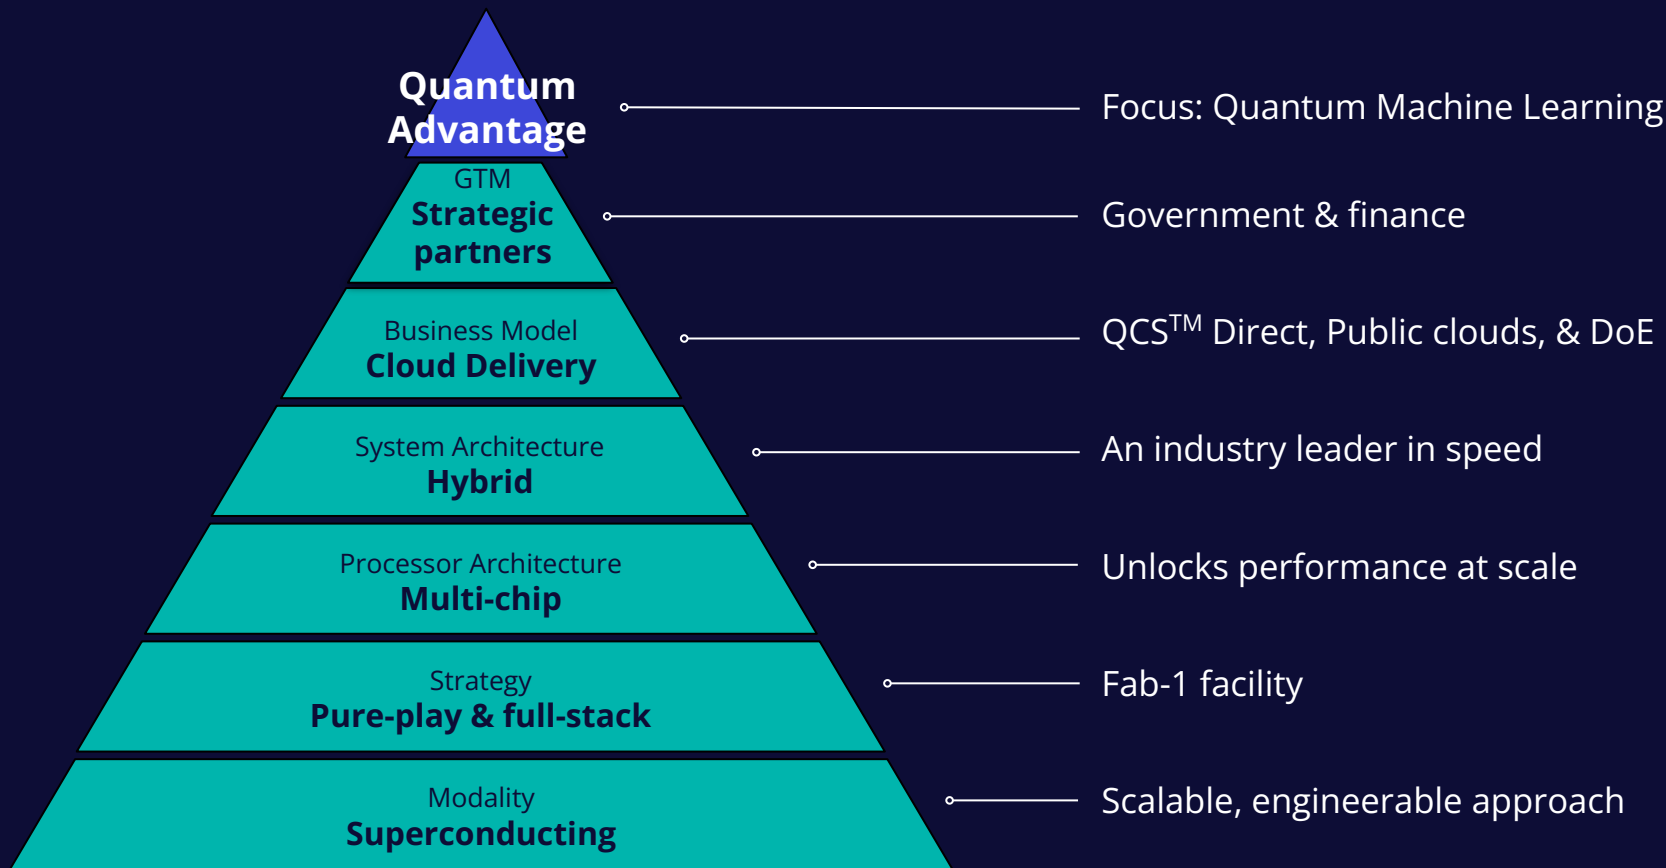 Quantum
Advantage
Focus: Quantum Machine Learning
GTM
Strategic
partners
Government & finance
Business Model
Cloud Delivery
QCS™ Direct, Public clouds, & DoE
System Architecture
Hybrid
An industry leader in speed
Processor Architecture
Multi-chip
Unlocks performance at scale
Strategy
Pure-play & full-stack
Fab-1 facility
Modality
Superconducting
Scalable, engineerable approach